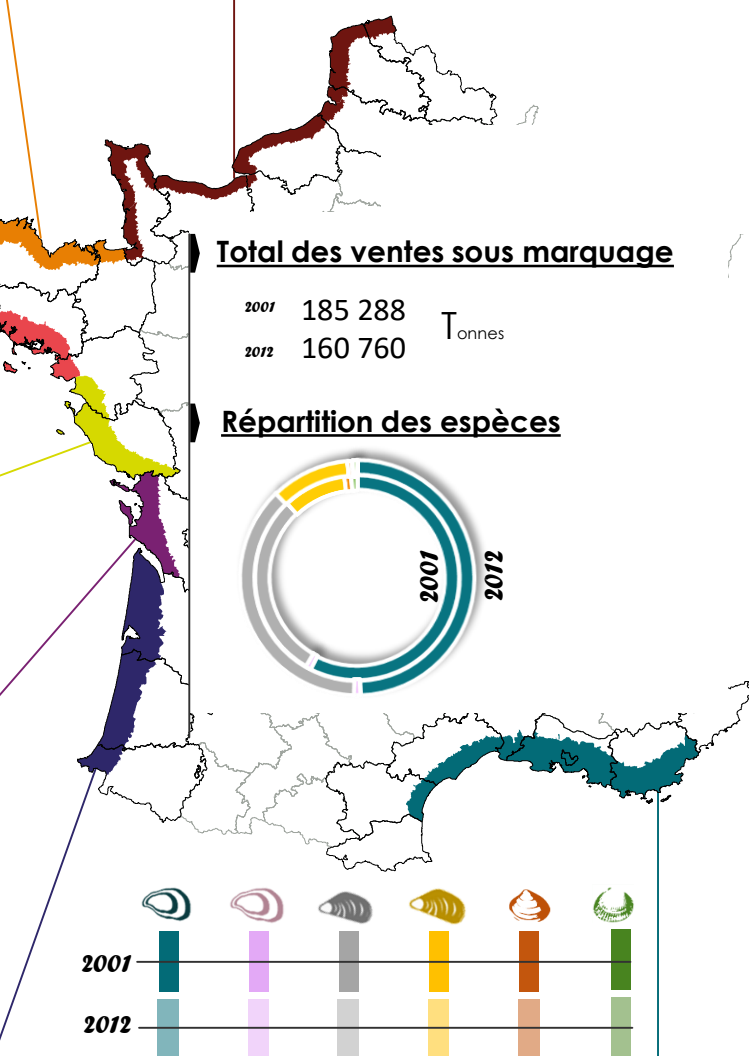 Total des ventes sous marquage
2001 185 288
Tonnes
2012 160 760
Répartition des espèces
2001
2012
2001
2012